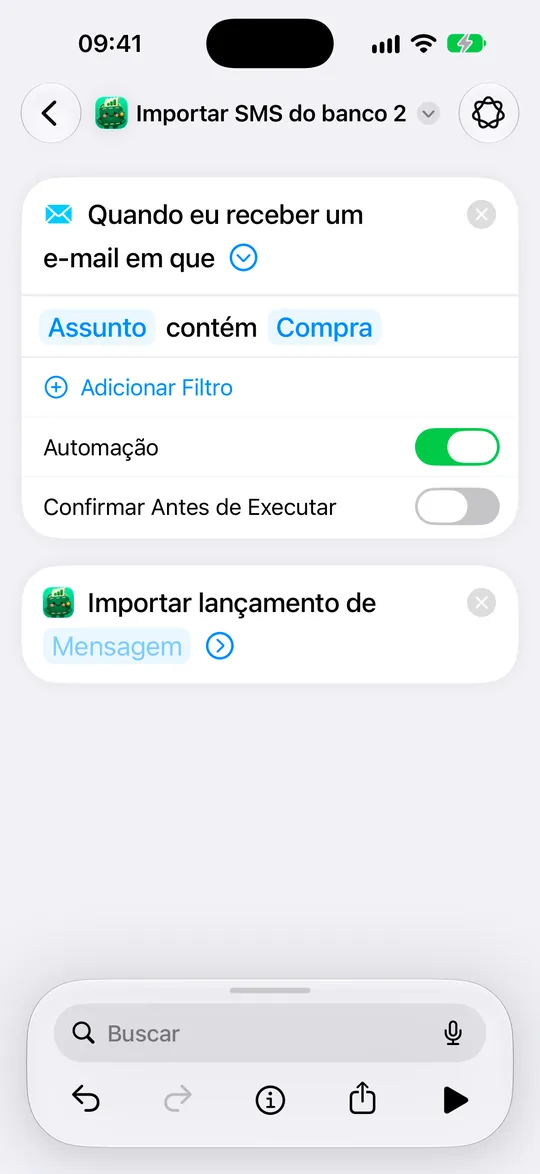 09:41
Importar SMS do banco 2
Quando eu receber um
e-mail em que
Assunto contém Compra
Adicionar Filtro
Automação
Confirmar Antes de Executar
Importar lançamento de
Mensagem
Buscar